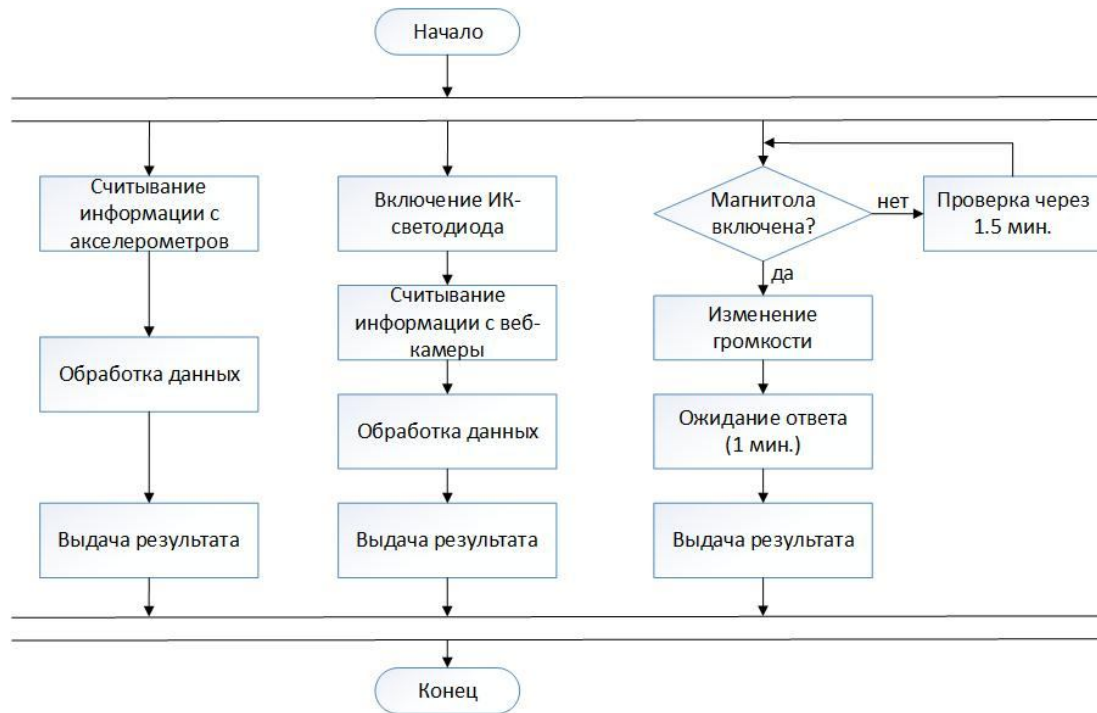 Начало
Считывание
информации с
акселерометров
Обработка данных
Выдача результата
Включение ИК-
светодиода
Считывание
информации с веб-
камеры
Обработка данных
Выдача результата
Магнитола
включена?
нет
Проверка через
1.5 мин.
да
Изменение
громкости
Ожидание ответа
(1 мин.)
Выдача результата
Конец